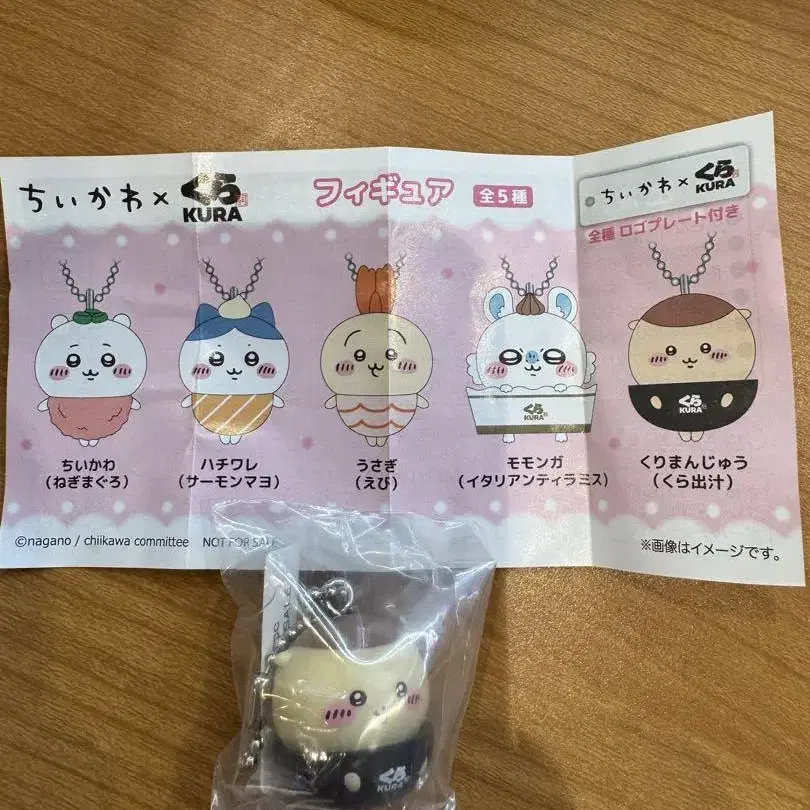 ちいかわ×くら
KURA
フィギュア 全5種
ちいかわ×くら
KURA
全種 ロゴプレート付き
くら
KURA
くら
KURA
ちいかわ
(ねぎまぐろ)
ハチワレ
(サーモンマヨ)
うさぎ
(えび)
モモンガ
(イタリアンティラミス)
くりまんじゅう
(くら出汁)
©nagano / chiikawa committee NOT FOR SALE
※画像はイメージです。
くら
KURA